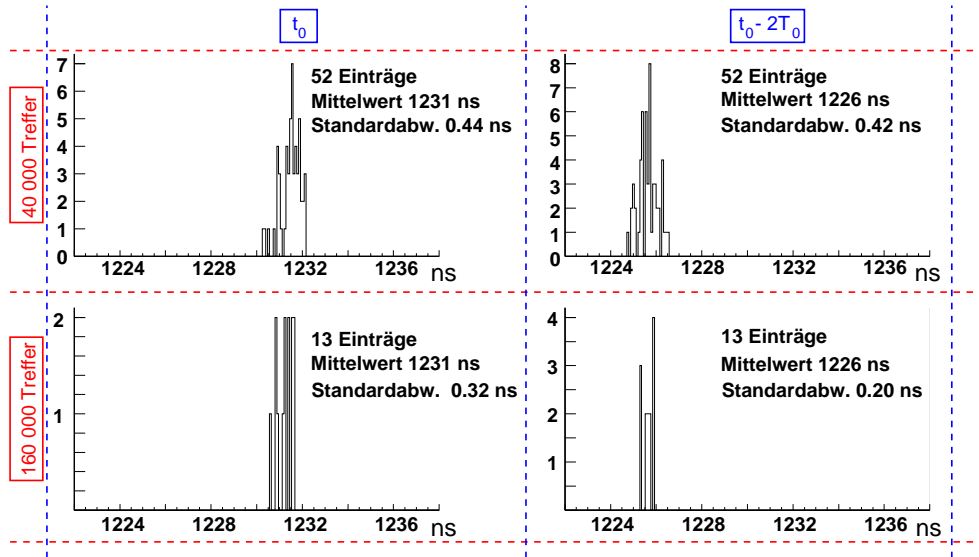 t0
t0 - 2T0
40 000 Treffer
7
6
5
4
3
2
1
0
52 Einträge
Mittelwert 1231 ns
Standardabw. 0.44 ns
1224 1228 1232 1236 ns
8
7
6
5
4
3
2
1
0
52 Einträge
Mittelwert 1226 ns
Standardabw. 0.42 ns
1224 1228 1232 1236 ns
160 000 Treffer
2
1
13 Einträge
Mittelwert 1231 ns
Standardabw. 0.32 ns
1224 1228 1232 1236 ns
4
3
2
1
13 Einträge
Mittelwert 1226 ns
Standardabw. 0.20 ns
1224 1228 1232 1236 ns